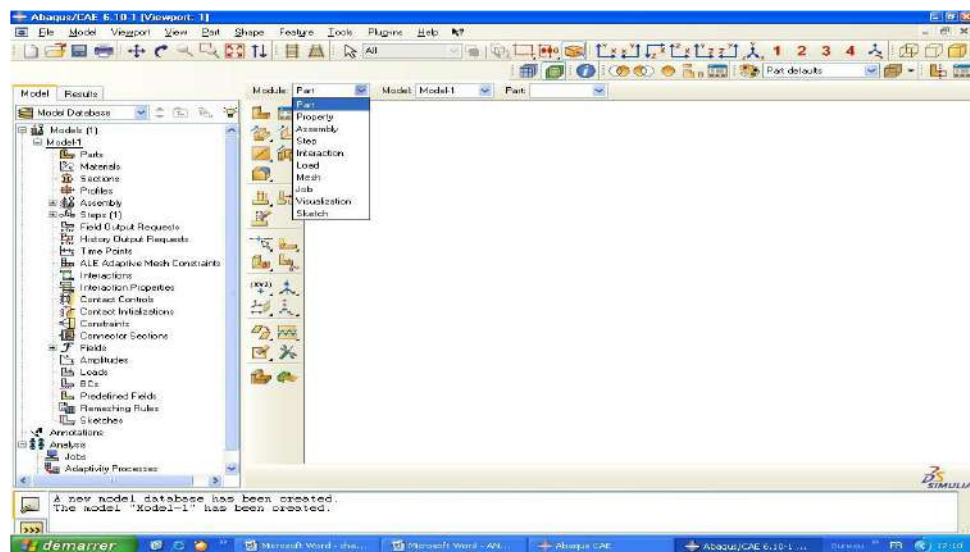 Abaqus/CAE 6.10-1 [Viewport: 1]
File Model Viewport View Part Shape Feature Tools Plug-ins Help
All
1 2 3 4
Part defaults
Model Results
Module: Part Model: Model-1 Part:
Model Database
Part
Property
Assembly
Step
Interaction
Load
Mesh
Job
Visualization
Sketch
Models (1)
Model-1
Parts
Materials
Sections
Profiles
Assembly
Steps (1)
Field Output Requests
History Output Requests
Time Points
ALE Adaptive Mesh Constraints
Interactions
Interaction Properties
Contact Controls
Contact Initializations
Constraints
Connector Sections
Fields
Amplitudes
Loads
BCs
Predefined Fields
Remeshing Rules
Sketches
Annotations
Analysis
Jobs
Adaptivity Processes
(XYZ)
SIMULIA
A new model database has been created.
The model "Model-1" has been created.
>>>
démarrer
Microsoft Word - cha...
Microsoft Word - AN...
Abaqus CAE
Abaqus/CAE 6.10-1 ...
Bureau
FR